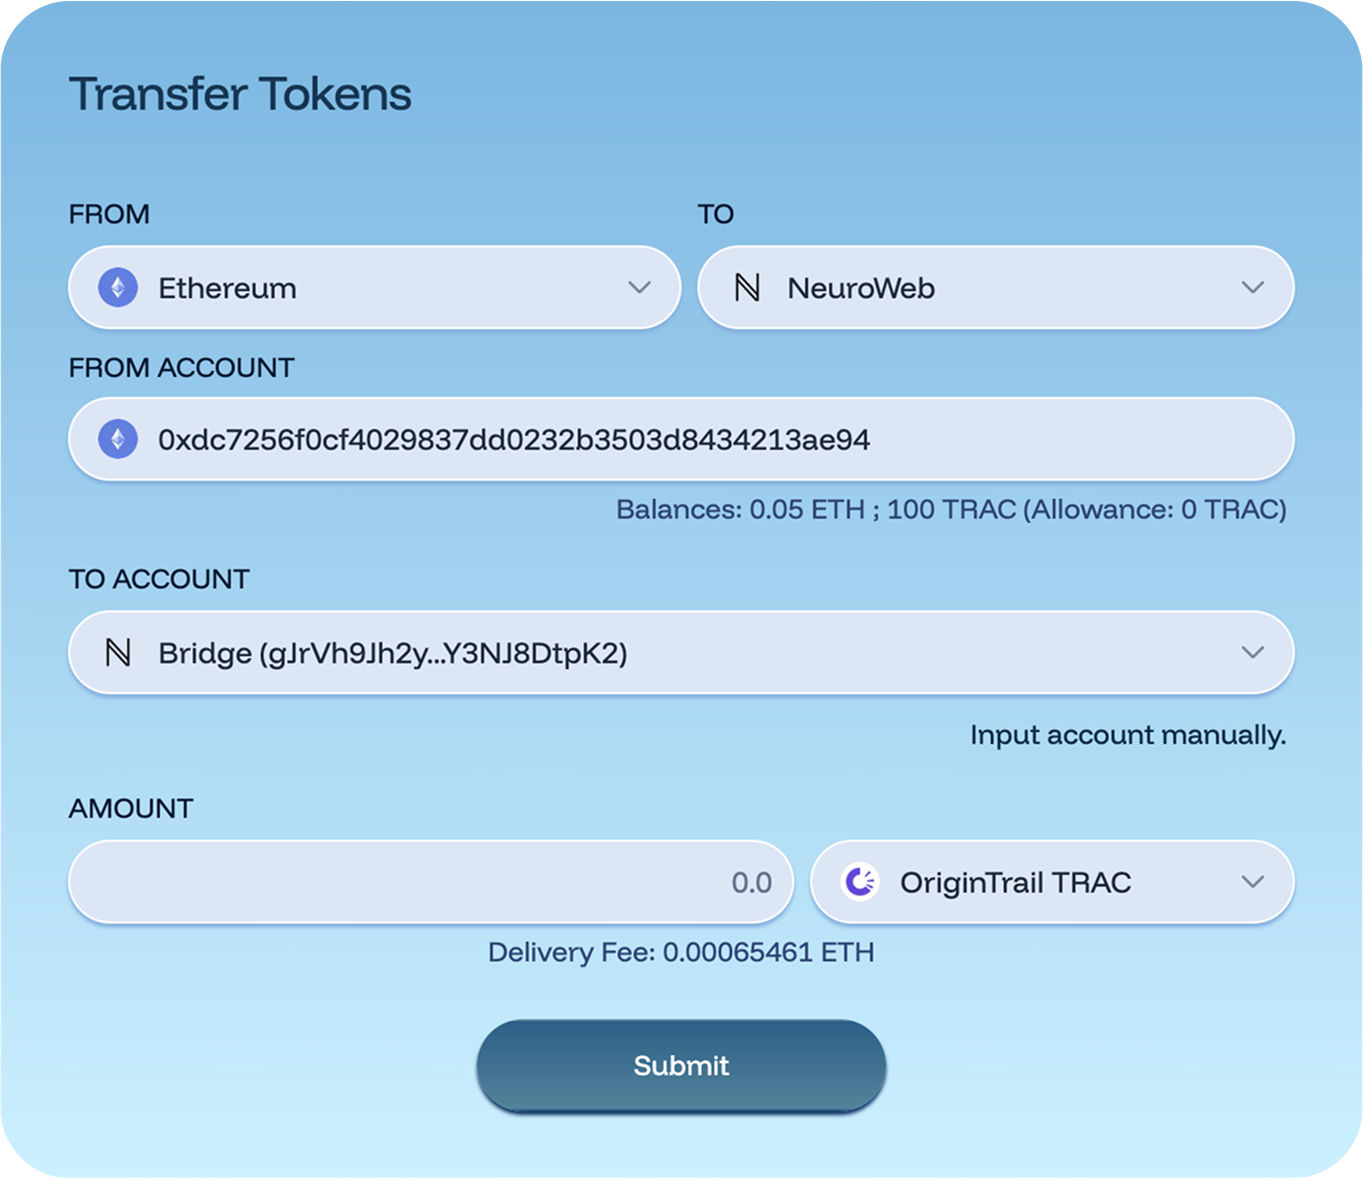 Transfer Tokens
FROM
TO
Ethereum
NeuroWeb
FROM ACCOUNT
0xdc7256f0cf4029837dd0232b3503d8434213ae94
Balances: 0.05 ETH ; 100 TRAC (Allowance: 0 TRAC)
TO ACCOUNT
Bridge (gJrVh9Jh2y...Y3NJ8DtpK2)
Input account manually.
AMOUNT
0.0
OriginTrail TRAC
Delivery Fee: 0.00065461 ETH
Submit